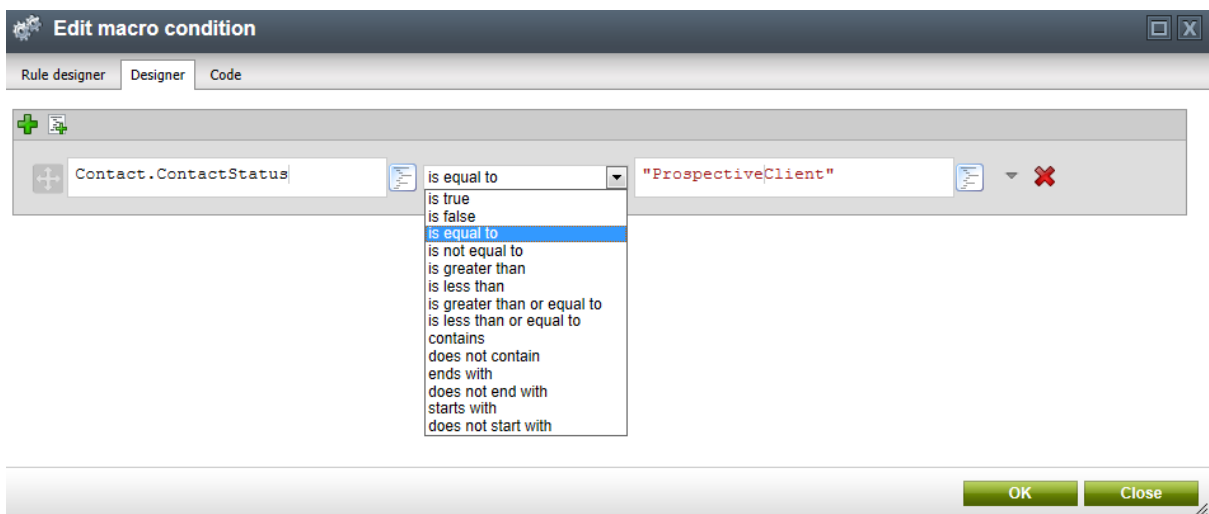 Edit macro condition
X
Rule designer Designer Code
Contact.ContactStatus is equal to "ProspectiveClient"
is true
is false
is equal to
is not equal to
is greater than
is less than
is greater than or equal to
is less than or equal to
contains
does not contain
ends with
does not end with
starts with
does not start with
OK Close